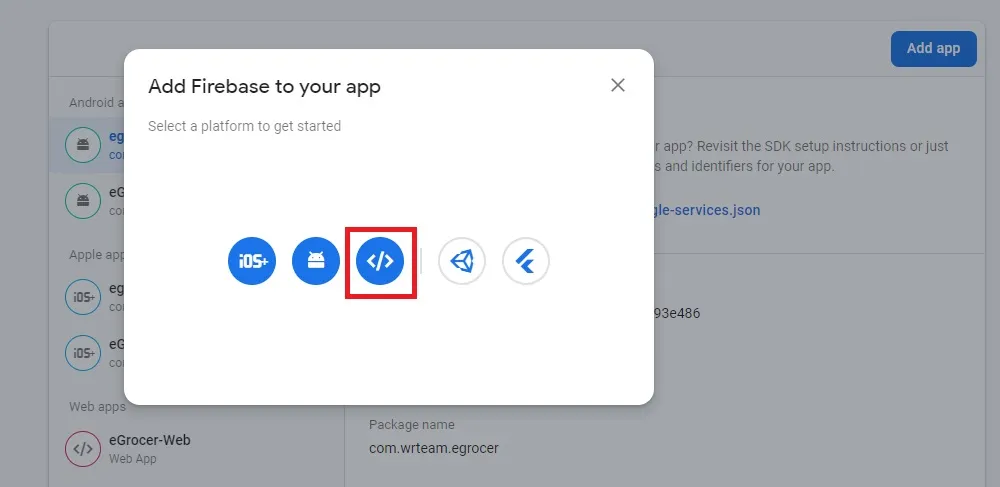 Add app
Add Firebase to your app
Select a platform to get started
Android a
eg
co
r app? Revisit the SDK setup instructions or just
s and identifiers for your app.
eG
co
gle-services.json
Apple app
iOS+
</>
iOS+
eg
co
93e486
iOS+
eG
co
Web apps
Package name
</>
eGrocer-Web
Web App
com.wrteam.egrocer